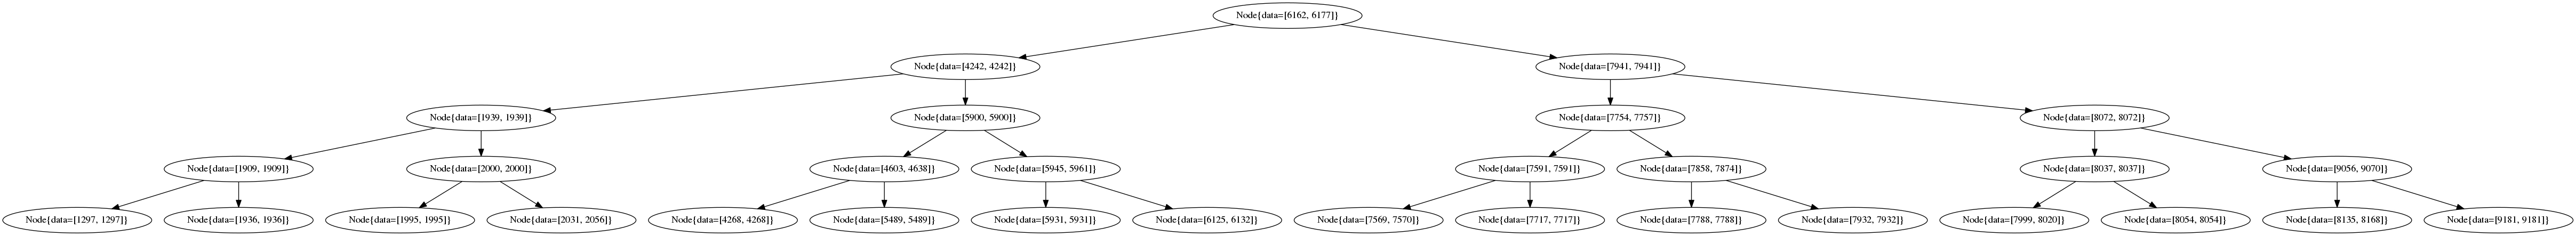 Node{data=[6162, 6177]}
Node{data=[4242, 4242]}
Node{data=[7941, 7941]}
Node{data=[1939, 1939]}
Node{data=[5900, 5900]}
Node{data=[7754, 7757]}
Node{data=[8072, 8072]}
Node{data=[1909, 1909]}
Node{data=[2000, 2000]}
Node{data=[4603, 4638]}
Node{data=[5945, 5961]}
Node{data=[7591, 7591]}
Node{data=[7858, 7874]}
Node{data=[8037, 8037]}
Node{data=[9056, 9070]}
Node{data=[1297, 1297]}
Node{data=[1936, 1936]}
Node{data=[1995, 1995]}
Node{data=[2031, 2056]}
Node{data=[4268, 4268]}
Node{data=[5489, 5489]}
Node{data=[5931, 5931]}
Node{data=[6125, 6132]}
Node{data=[7569, 7570]}
Node{data=[7717, 7717]}
Node{data=[7788, 7788]}
Node{data=[7932, 7932]}
Node{data=[7999, 8020]}
Node{data=[8054, 8054]}
Node{data=[8135, 8168]}
Node{data=[9181, 9181]}